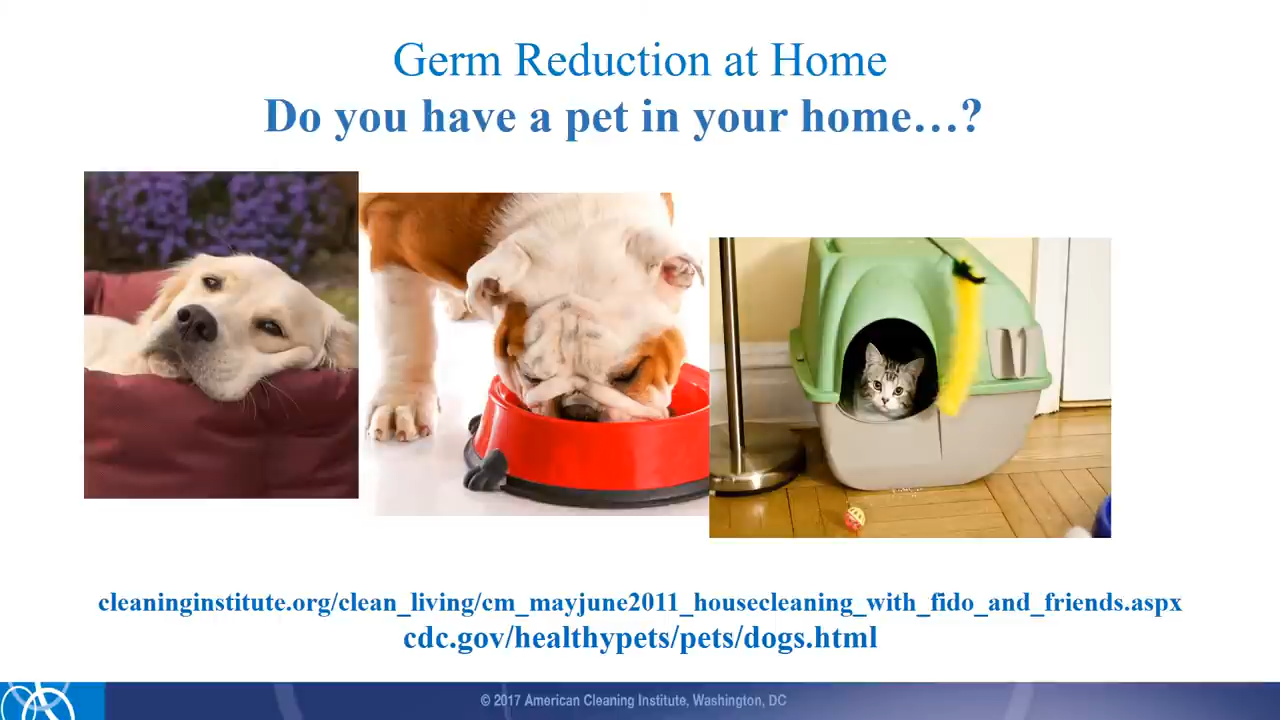 Germ Reduction at Home
Do you have a pet in your home…?
cleaninginstitute.org/clean_living/cm_mayjune2011_housecleaning_with_fido_and_friends.aspx
cdc.gov/healthypets/pets/dogs.html
© 2017 American Cleaning Institute, Washington, DC